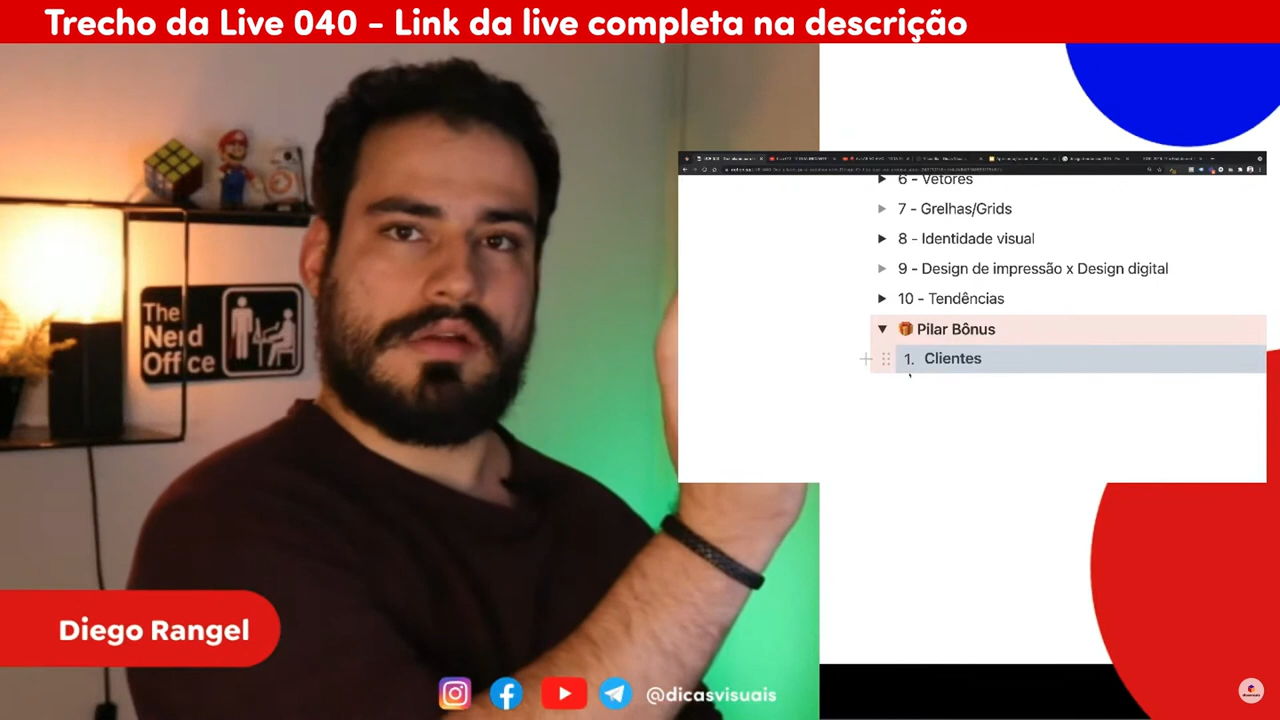 Trecho da Live 040 - Link da live completa na descrição
The
Nerd
Office
6 - Vetores
7 - Grelhas/Grids
8 - Identidade visual
9 - Design de impressão x Design digital
10 - Tendências
Pilar Bônus
1. Clientes
Diego Rangel
@dicasvisuais